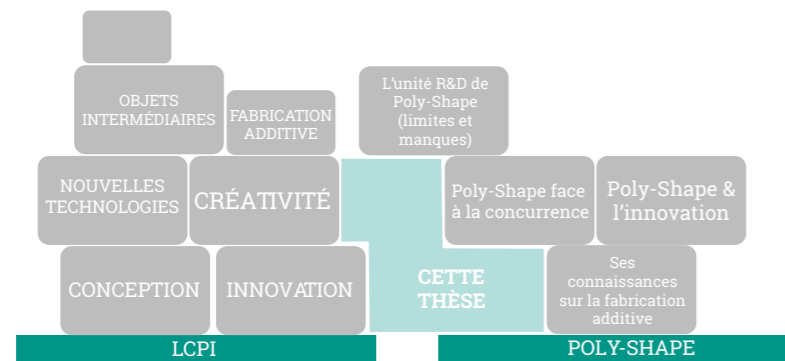 OBJETS
INTERMÉDIAIRES
FABRICATION
ADDITIVE
L'unité R&D de
Poly-Shape
(limites et
manques)
NOUVELLES
TECHNOLOGIES
CRÉATIVITÉ
Poly-Shape face
à la concurrence
Poly-Shape &
l'innovation
CONCEPTION
INNOVATION
CETTE
THÈSE
Ses
connaissances
sur la fabrication
additive
LCPI
POLY-SHAPE